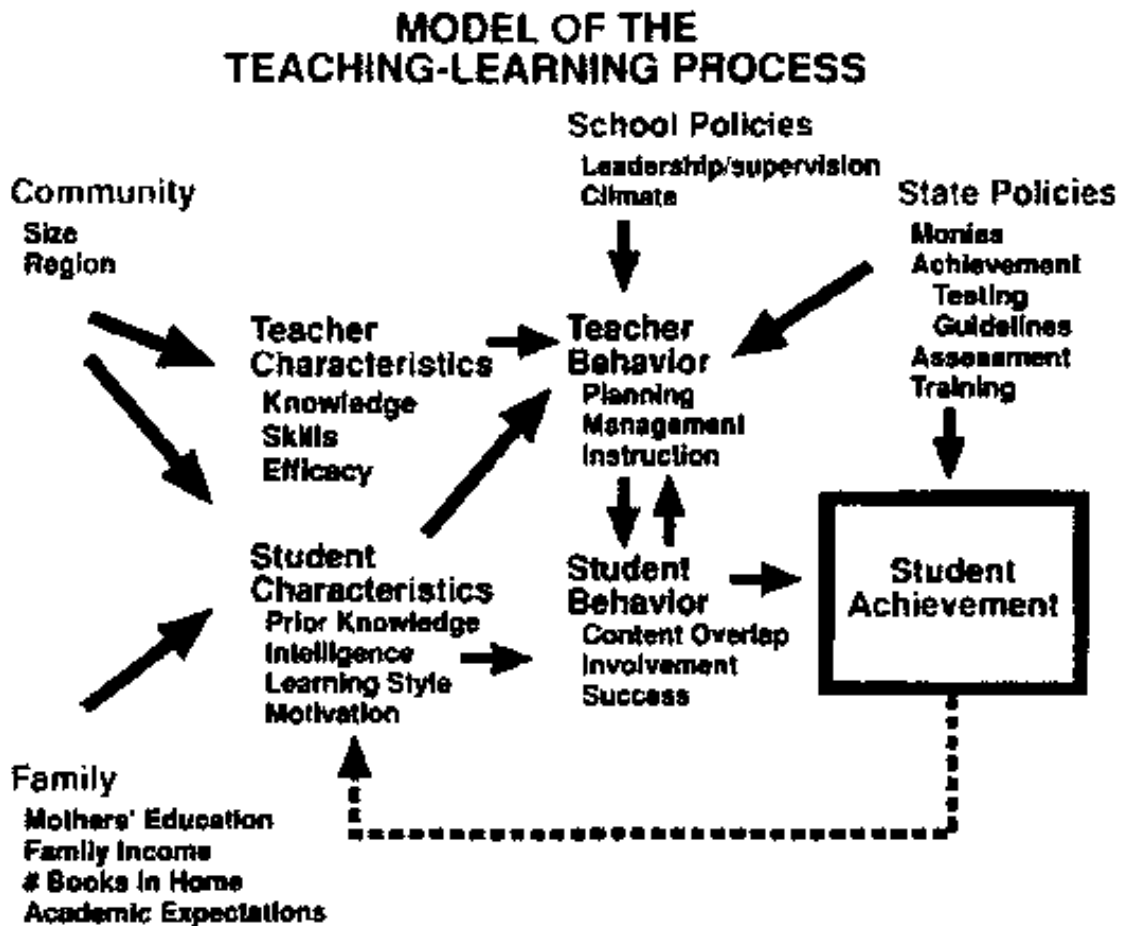 MODEL OF THE
TEACHING-LEARNING PROCESS
School Policies
Leadership/supervision
Climate
Community
Size
Region
State Policies
Monies
Achievement
Testing
Guidelines
Assessment
Training
Teacher
Characteristics
Knowledge
Skills
Efficacy
Teacher
Behavior
Planning
Management
Instruction
Student
Characteristics
Prior Knowledge
Intelligence
Learning Style
Motivation
Student
Behavior
Content Overlap
Involvement
Success
Student
Achievement
Family
Mothers' Education
Family Income
# Books in Home
Academic Expectations